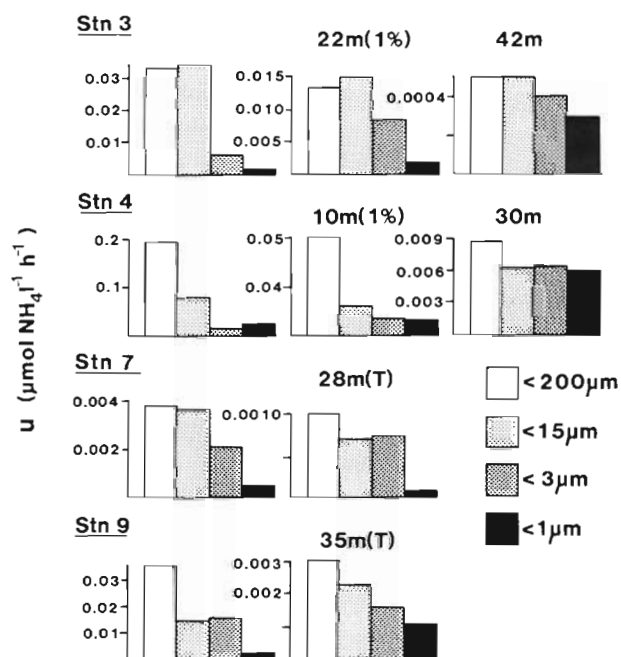 Stn 3
22m(1%)
42m
0.03
0.02
0.01
0.015
0.010
0.005
0.0004
Stn 4
10m(1%)
30m
0.2
0.1
0.05
0.04
0.009
0.006
0.003
u (µmol NH4l-1 h-1)
Stn 7
28m(T)
0.004
0.002
0.0010
<200µm
<15µm
<3µm
<1µm
Stn 9
35m(T)
0.03
0.02
0.01
0.003
0.002